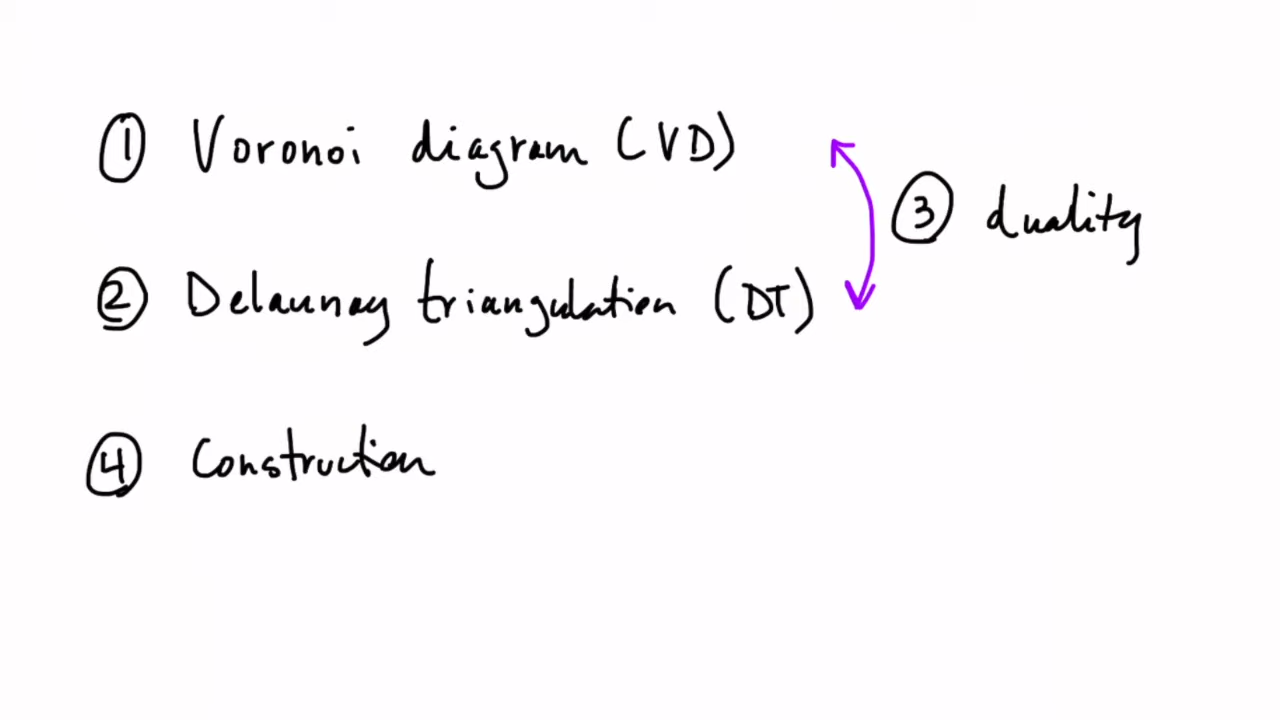 ① Voronoi diagram (VD)
② Delaunay triangulation (DT)
③ duality
④ Construction